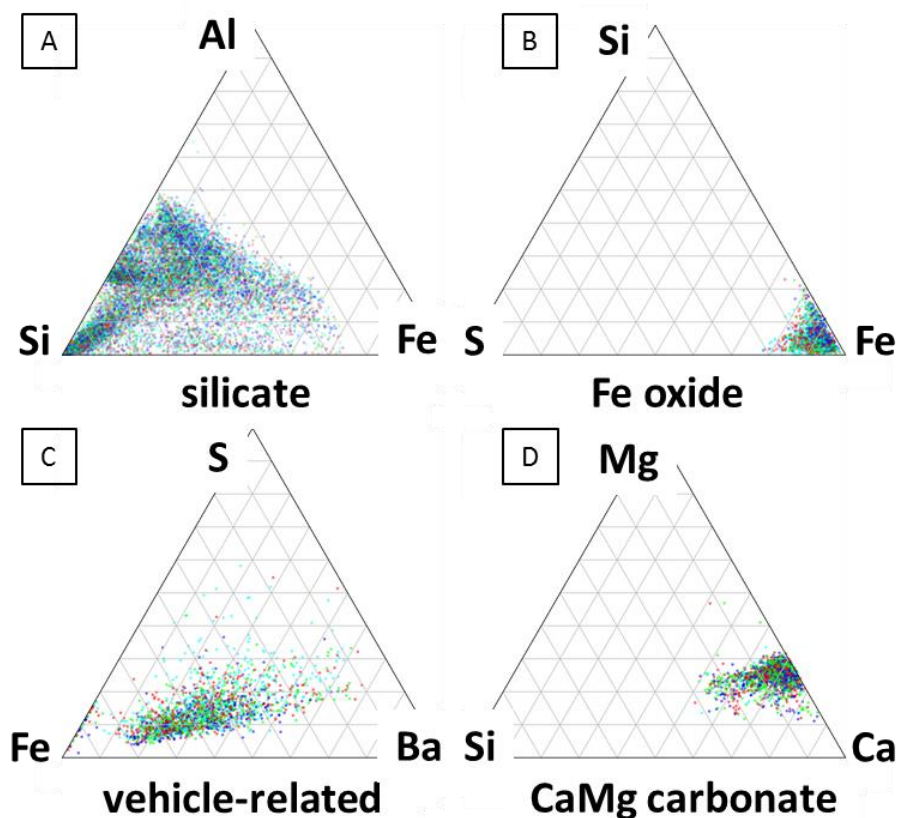 A
Al
Si
Fe
silicate
B
Si
S
Fe
Fe oxide
C
S
Fe
Ba
vehicle-related
D
Mg
Si
Ca
CaMg carbonate